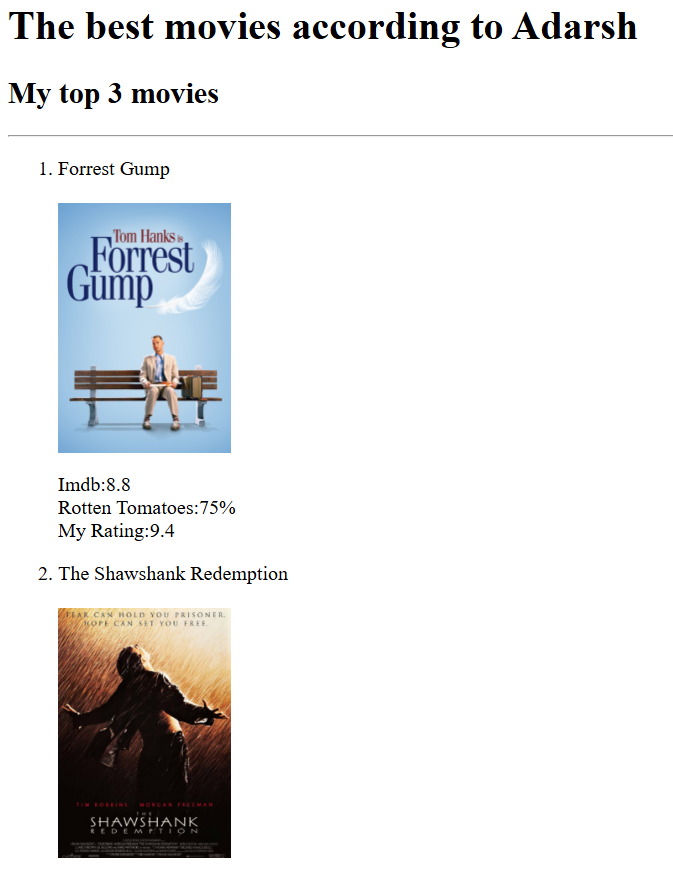 The best movies according to Adarsh
My top 3 movies
1. Forrest Gump
Tom Hanks is
Forrest
Gump
Imdb:8.8
Rotten Tomatoes:75%
My Rating:9.4
2. The Shawshank Redemption
FEAR CAN HOLD YOU PRISONER.
HOPE CAN SET YOU FREE.
TIM ROBBINS MORGAN FREEMAN
THE
SHAWSHANK
REDEMPTION